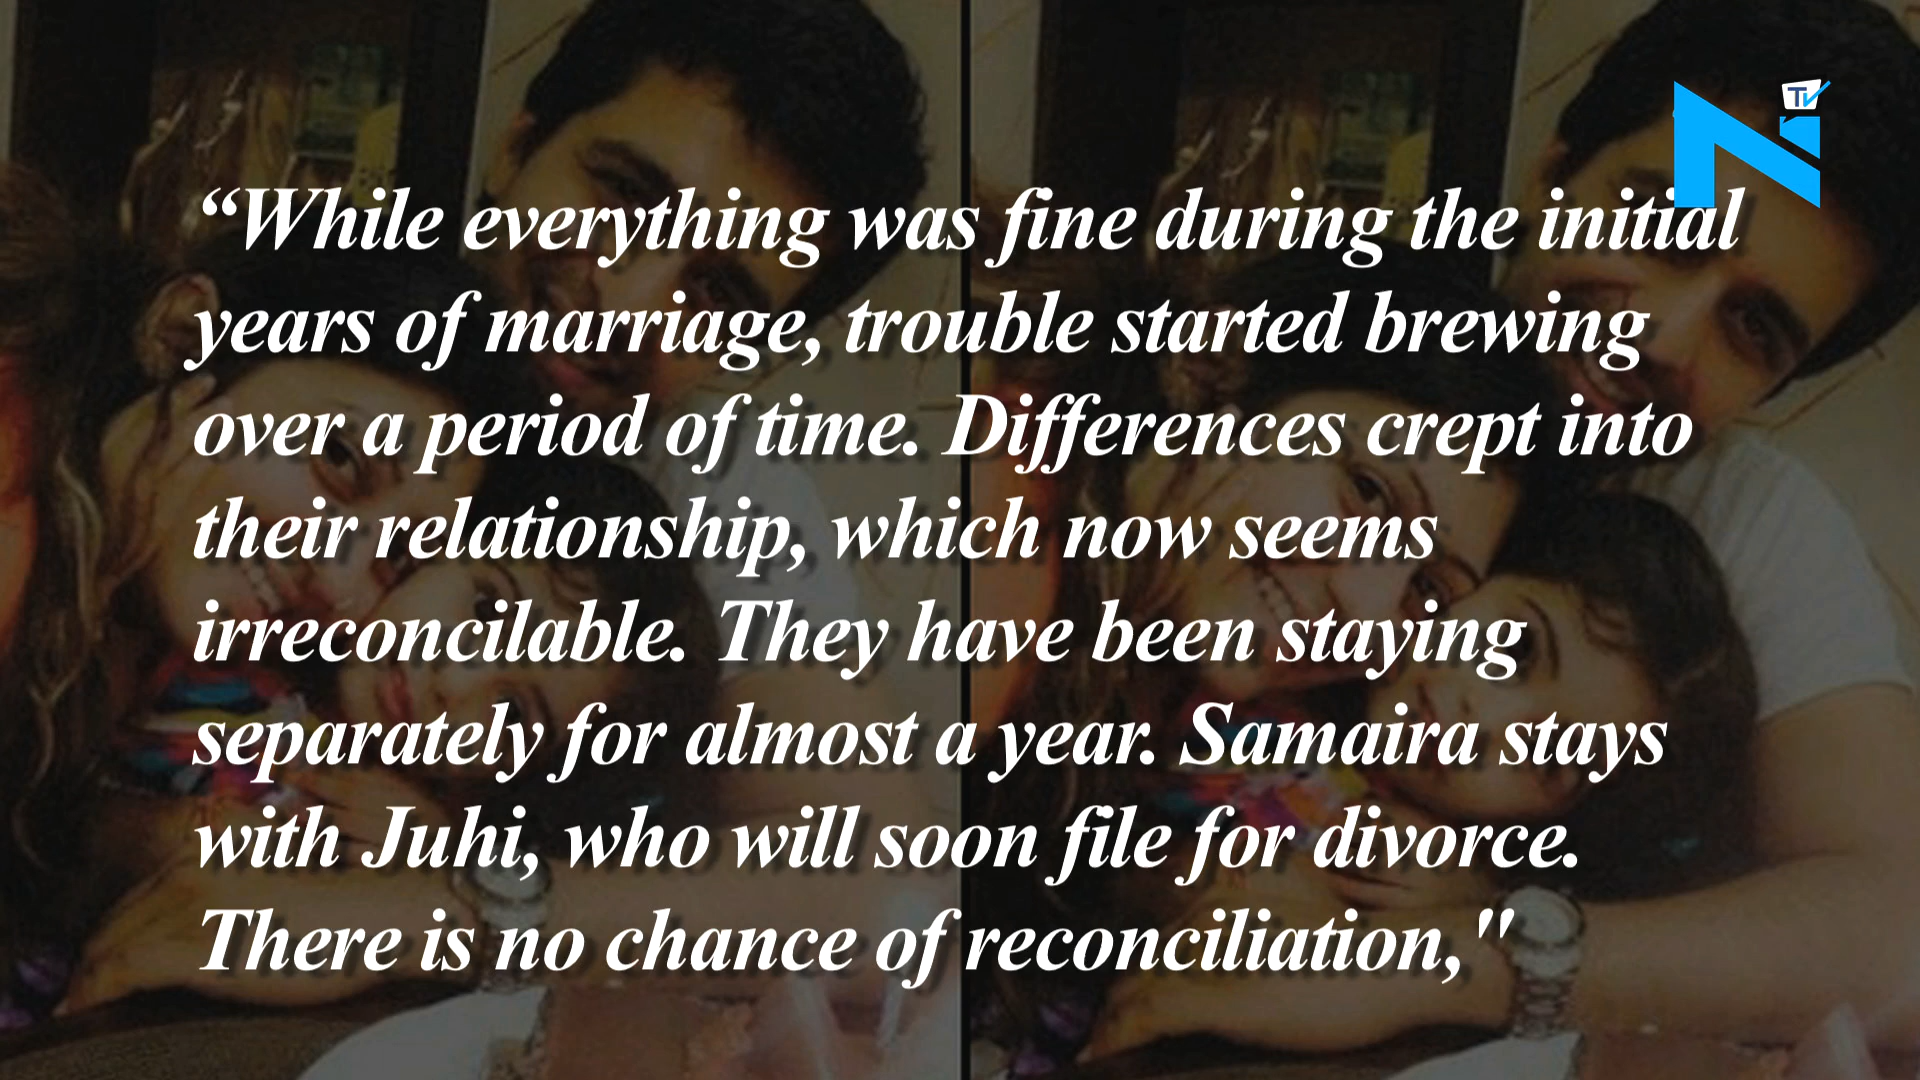 TV
“While everything was fine during the initial
years of marriage, trouble started brewing
over a period of time. Differences crept into
their relationship, which now seems
irreconcilable. They have been staying
separately for almost a year. Samaira stays
with Juhi, who will soon file for divorce.
There is no chance of reconciliation,"